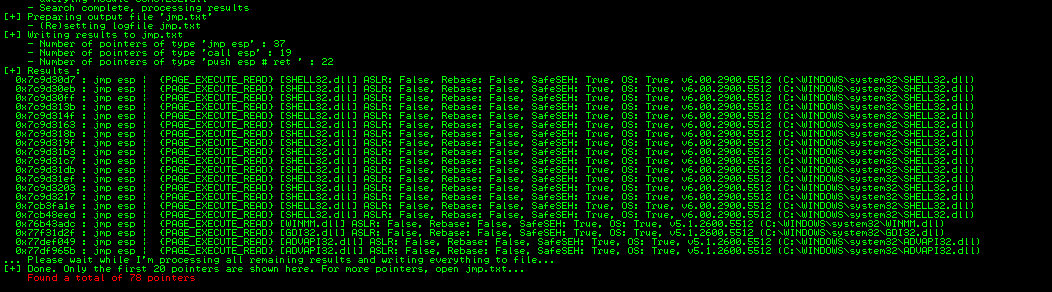 - Querying module COMCTL32.dll
- Search complete, processing results
[+] Preparing output file 'jmp.txt'
- (Re)setting logfile jmp.txt
[+] Writing results to jmp.txt
- Number of pointers of type 'jmp esp' : 37
- Number of pointers of type 'call esp' : 19
- Number of pointers of type 'push esp # ret ' : 22
[+] Results :
0x7c9d30d7 : jmp esp | {PAGE_EXECUTE_READ} [SHELL32.dll] ASLR: False, Rebase: False, SafeSEH: True, OS: True, v6.00.2900.5512 (C:\WINDOWS\system32\SHELL32.dll)
0x7c9d30eb : jmp esp | {PAGE_EXECUTE_READ} [SHELL32.dll] ASLR: False, Rebase: False, SafeSEH: True, OS: True, v6.00.2900.5512 (C:\WINDOWS\system32\SHELL32.dll)
0x7c9d30ff : jmp esp | {PAGE_EXECUTE_READ} [SHELL32.dll] ASLR: False, Rebase: False, SafeSEH: True, OS: True, v6.00.2900.5512 (C:\WINDOWS\system32\SHELL32.dll)
0x7c9d313b : jmp esp | {PAGE_EXECUTE_READ} [SHELL32.dll] ASLR: False, Rebase: False, SafeSEH: True, OS: True, v6.00.2900.5512 (C:\WINDOWS\system32\SHELL32.dll)
0x7c9d314f : jmp esp | {PAGE_EXECUTE_READ} [SHELL32.dll] ASLR: False, Rebase: False, SafeSEH: True, OS: True, v6.00.2900.5512 (C:\WINDOWS\system32\SHELL32.dll)
0x7c9d3163 : jmp esp | {PAGE_EXECUTE_READ} [SHELL32.dll] ASLR: False, Rebase: False, SafeSEH: True, OS: True, v6.00.2900.5512 (C:\WINDOWS\system32\SHELL32.dll)
0x7c9d318b : jmp esp | {PAGE_EXECUTE_READ} [SHELL32.dll] ASLR: False, Rebase: False, SafeSEH: True, OS: True, v6.00.2900.5512 (C:\WINDOWS\system32\SHELL32.dll)
0x7c9d319f : jmp esp | {PAGE_EXECUTE_READ} [SHELL32.dll] ASLR: False, Rebase: False, SafeSEH: True, OS: True, v6.00.2900.5512 (C:\WINDOWS\system32\SHELL32.dll)
0x7c9d31b3 : jmp esp | {PAGE_EXECUTE_READ} [SHELL32.dll] ASLR: False, Rebase: False, SafeSEH: True, OS: True, v6.00.2900.5512 (C:\WINDOWS\system32\SHELL32.dll)
0x7c9d31c7 : jmp esp | {PAGE_EXECUTE_READ} [SHELL32.dll] ASLR: False, Rebase: False, SafeSEH: True, OS: True, v6.00.2900.5512 (C:\WINDOWS\system32\SHELL32.dll)
0x7c9d31db : jmp esp | {PAGE_EXECUTE_READ} [SHELL32.dll] ASLR: False, Rebase: False, SafeSEH: True, OS: True, v6.00.2900.5512 (C:\WINDOWS\system32\SHELL32.dll)
0x7c9d31ef : jmp esp | {PAGE_EXECUTE_READ} [SHELL32.dll] ASLR: False, Rebase: False, SafeSEH: True, OS: True, v6.00.2900.5512 (C:\WINDOWS\system32\SHELL32.dll)
0x7c9d3203 : jmp esp | {PAGE_EXECUTE_READ} [SHELL32.dll] ASLR: False, Rebase: False, SafeSEH: True, OS: True, v6.00.2900.5512 (C:\WINDOWS\system32\SHELL32.dll)
0x7c9d3217 : jmp esp | {PAGE_EXECUTE_READ} [SHELL32.dll] ASLR: False, Rebase: False, SafeSEH: True, OS: True, v6.00.2900.5512 (C:\WINDOWS\system32\SHELL32.dll)
0x7cb3fa1e : jmp esp | {PAGE_EXECUTE_READ} [SHELL32.dll] ASLR: False, Rebase: False, SafeSEH: True, OS: True, v6.00.2900.5512 (C:\WINDOWS\system32\SHELL32.dll)
0x7cb48eed : jmp esp | {PAGE_EXECUTE_READ} [SHELL32.dll] ASLR: False, Rebase: False, SafeSEH: True, OS: True, v6.00.2900.5512 (C:\WINDOWS\system32\SHELL32.dll)
0x76b43adc : jmp esp | {PAGE_EXECUTE_READ} [WINMM.dll] ASLR: False, Rebase: False, SafeSEH: True, OS: True, v5.1.2600.5512 (C:\WINDOWS\system32\WINMM.dll)
0x77f31d2f : jmp esp | {PAGE_EXECUTE_READ} [GDI32.dll] ASLR: False, Rebase: False, SafeSEH: True, OS: True, v5.1.2600.5512 (C:\WINDOWS\system32\GDI32.dll)
0x77def049 : jmp esp | {PAGE_EXECUTE_READ} [ADVAPI32.dll] ASLR: False, Rebase: False, SafeSEH: True, OS: True, v5.1.2600.5512 (C:\WINDOWS\system32\ADVAPI32.dll)
0x77df965b : jmp esp | {PAGE_EXECUTE_READ} [ADVAPI32.dll] ASLR: False, Rebase: False, SafeSEH: True, OS: True, v5.1.2600.5512 (C:\WINDOWS\system32\ADVAPI32.dll)
... Please wait while I'm processing all remaining results and writing everything to file...
[+] Done. Only the first 20 pointers are shown here. For more pointers, open jmp.txt...
Found a total of 78 pointers